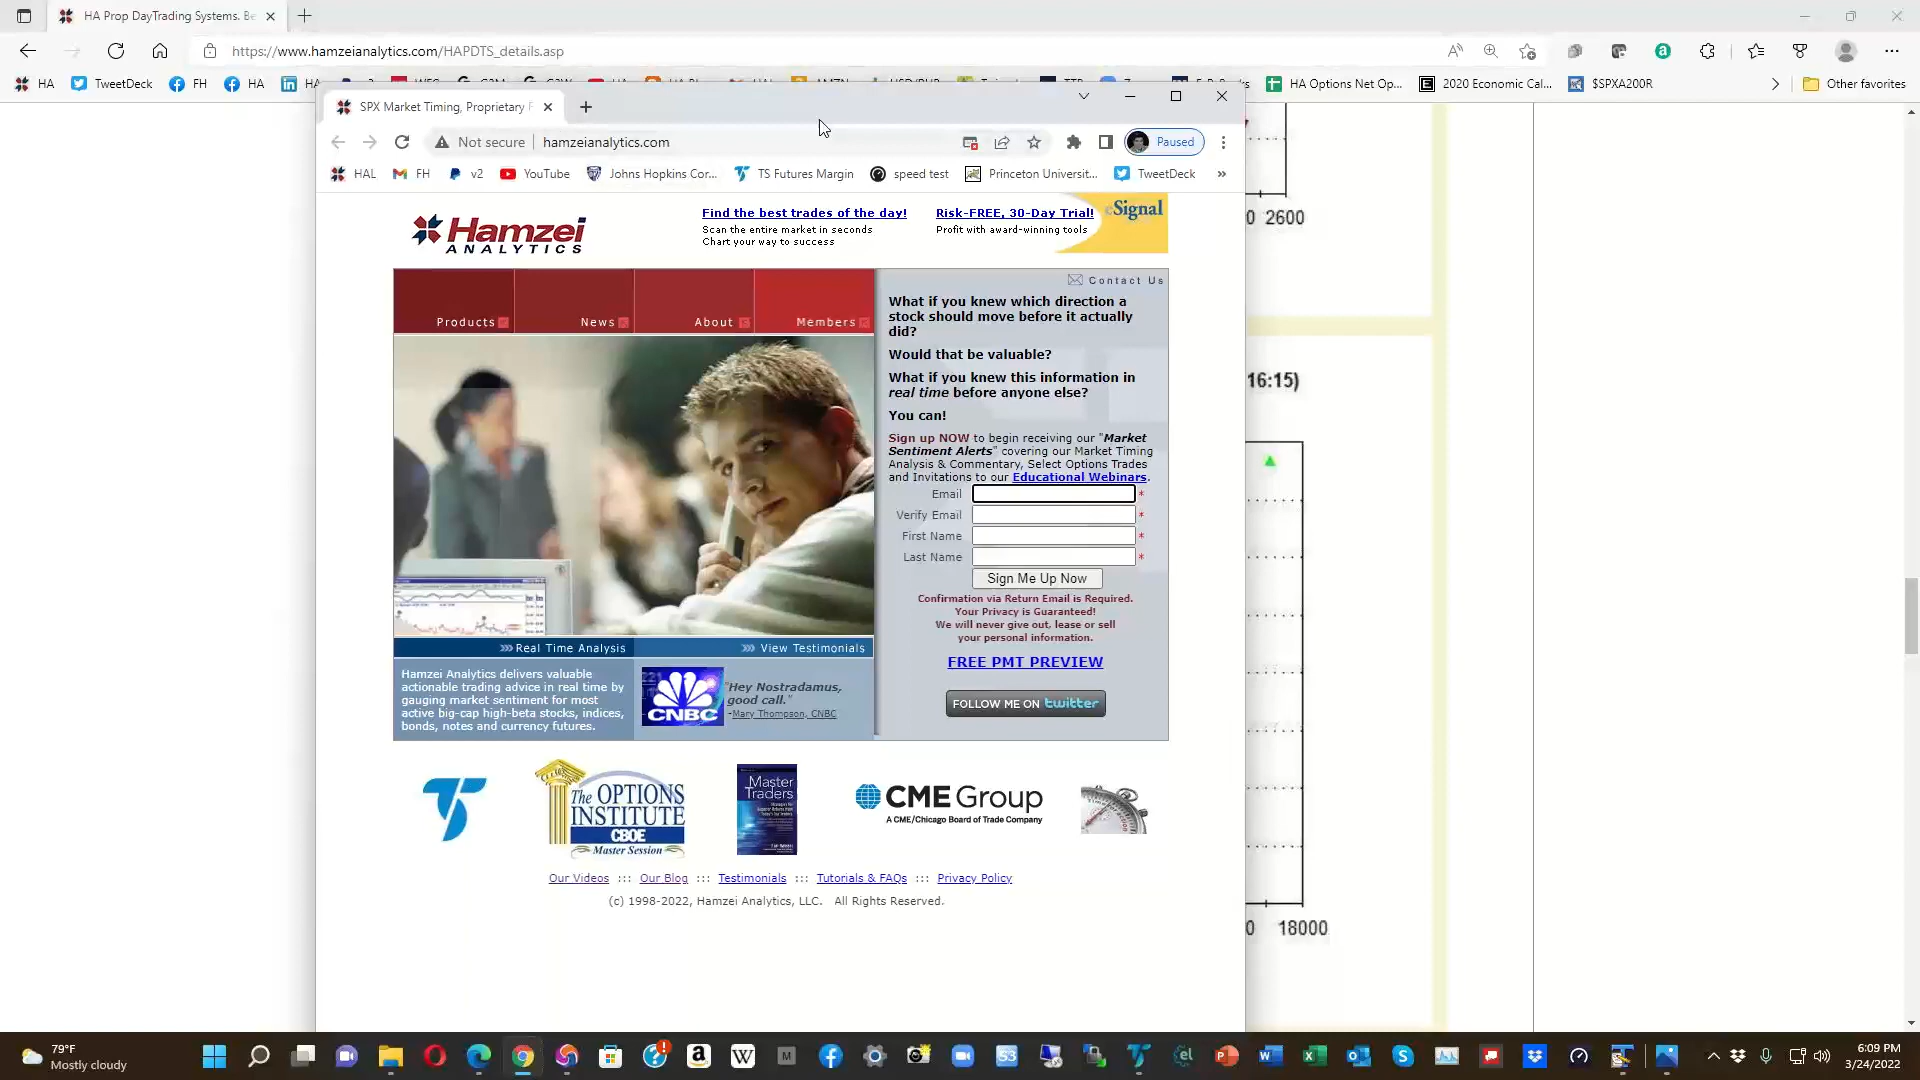 HA Prop DayTrading Systems. Be
https://www.hamzeianalytics.com/HAPDTS_details.asp
HA
TweetDeck
FH
HA
HA Options Net Op...
2020 Economic Cal...
$SPXA200R
Other favorites
SPX Market Timing, Proprietary F
Not secure
hamzeianalytics.com
Paused
HAL
FH
v2
YouTube
Johns Hopkins Cor...
TS Futures Margin
speed test
Princeton Universit...
TweetDeck
Hamzei
ANALYTICS
Find the best trades of the day!
Scan the entire market in seconds
Chart your way to success
Risk-FREE, 30-Day Trial!
Profit with award-winning tools
eSignal
0 2600
Products
News
About
Members
Contact Us
What if you knew which direction a
stock should move before it actually
did?
Would that be valuable?
What if you knew this information in
real time before anyone else?
You can!
Sign up NOW to begin receiving our "Market
Sentiment Alerts" covering our Market Timing
Analysis & Commentary, Select Options Trades
and Invitations to our Educational Webinars.
Email *
Verify Email *
First Name *
Last Name *
Sign Me Up Now
Confirmation via Return Email is Required.
Your Privacy is Guaranteed!
We will never give out, lease or sell
your personal information.
FREE PMT PREVIEW
FOLLOW ME ON twitter
16:15)
Real Time Analysis
View Testimonials
Hamzei Analytics delivers valuable
actionable trading advice in real time by
gauging market sentiment for most
active big-cap high-beta stocks, indices,
bonds, notes and currency futures.
CNBC
"Hey Nostradamus,
good call."
-Mary Thompson, CNBC
The OPTIONS
INSTITUTE
CBOE
Master Session
Master
Traders
CME Group
A CME/Chicago Board of Trade Company
Our Videos ::: Our Blog ::: Testimonials ::: Tutorials & FAQs ::: Privacy Policy
(c) 1998-2022, Hamzei Analytics, LLC. All Rights Reserved.
0 18000
79°F
Mostly cloudy
6:09 PM
3/24/2022